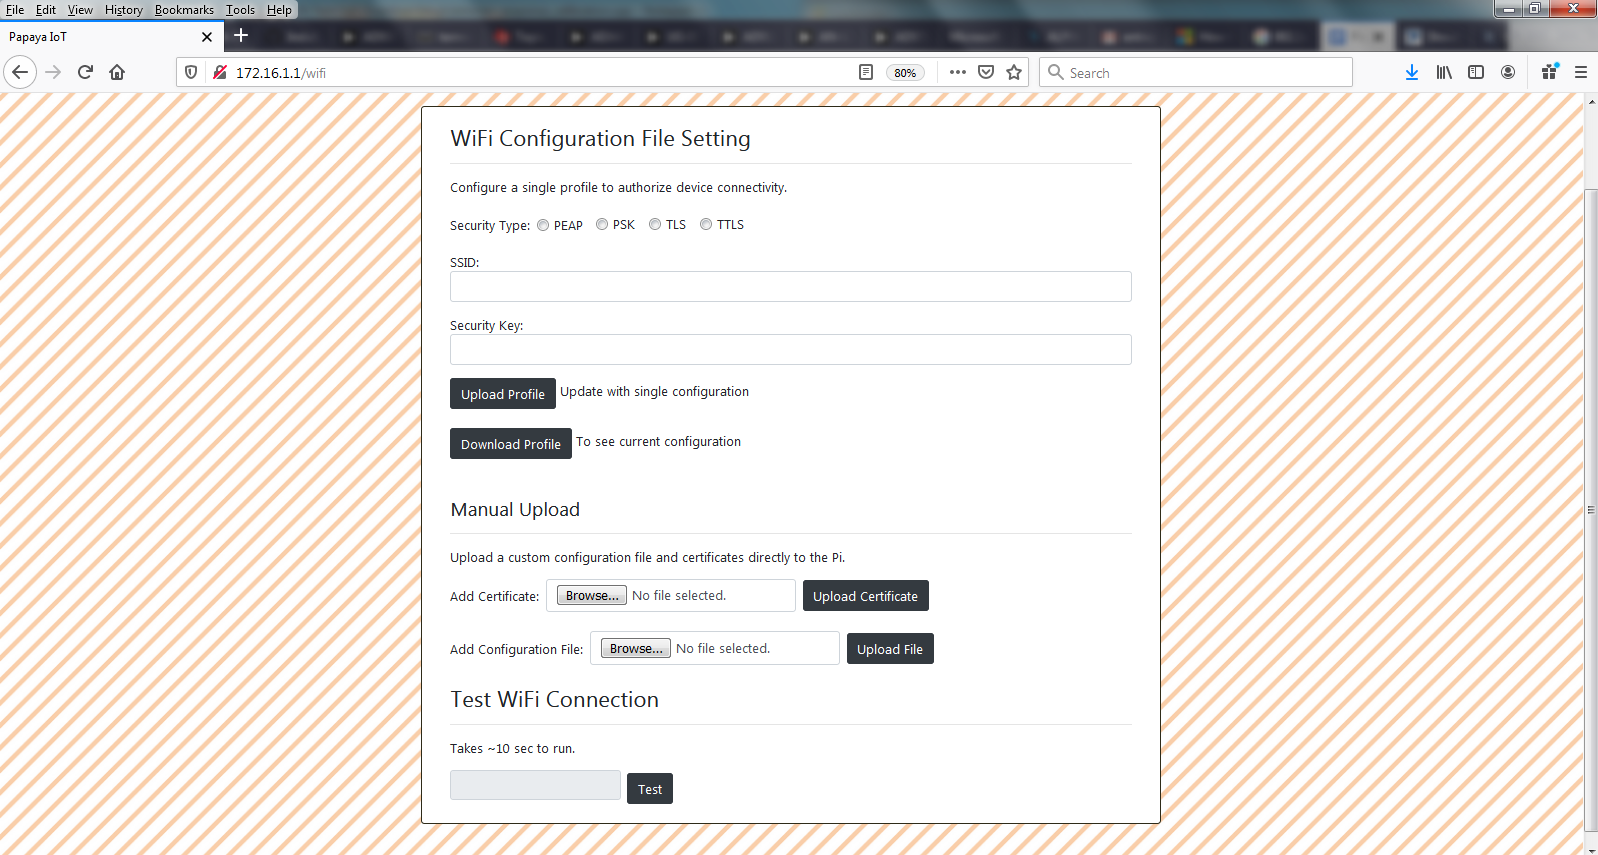 File Edit View History Bookmarks Tools Help
Papaya IoT
172.16.1.1/wifi 80% Search
WiFi Configuration File Setting
Configure a single profile to authorize device connectivity.
Security Type: PEAP PSK TLS TTLS
SSID:
Security Key:
Upload Profile Update with single configuration
Download Profile To see current configuration
Manual Upload
Upload a custom configuration file and certificates directly to the Pi.
Add Certificate: Browse... No file selected. Upload Certificate
Add Configuration File: Browse... No file selected. Upload File
Test WiFi Connection
Takes ~10 sec to run.
Test